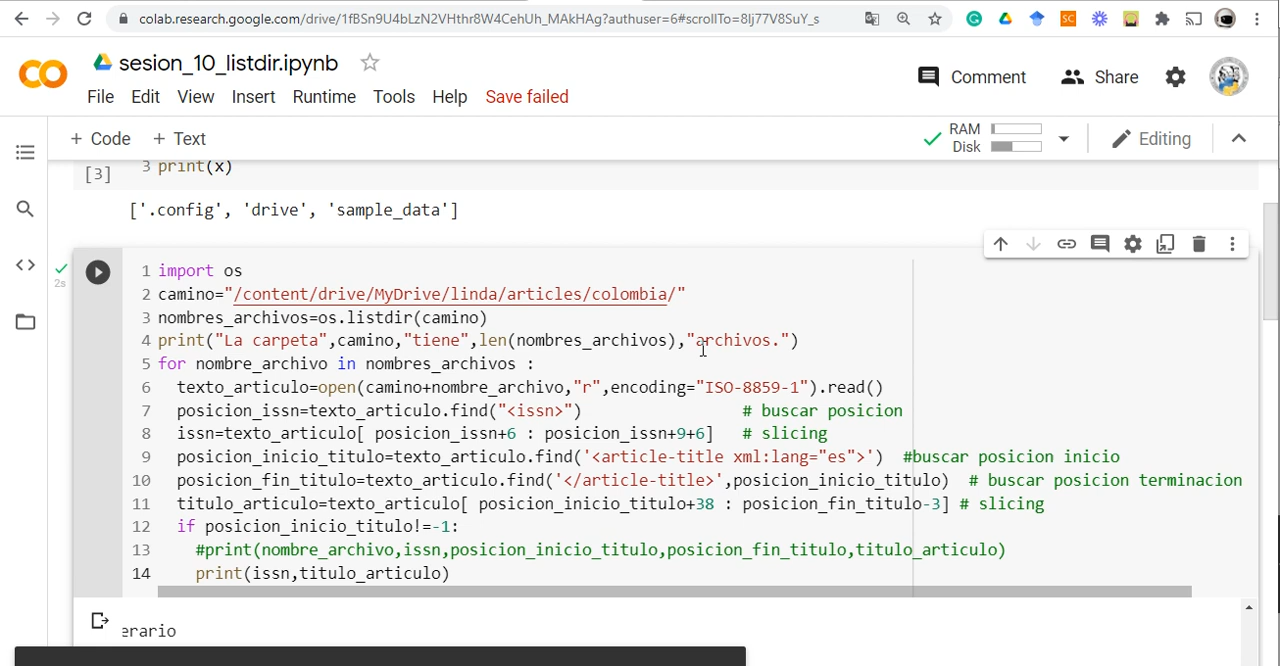 colab.research.google.com/drive/1fBSn9U4bLzN2VHthr8W4CehUh_MAkHAg?authuser=6#scrollTo=8Ij77V8SuY_s
SC
CO
sesion_10_listdir.ipynb
Comment
Share
File Edit View Insert Runtime Tools Help Save failed
+ Code + Text
RAM
Disk
Editing
[3]
3 print(x)
['.config', 'drive', 'sample_data']
2s
1 import os
2 camino="/content/drive/MyDrive/linda/articles/colombia/"
3 nombres_archivos=os.listdir(camino)
4 print("La carpeta",camino,"tiene",len(nombres_archivos),"archivos.")
5 for nombre_archivo in nombres_archivos :
6 texto_articulo=open(camino+nombre_archivo,"r",encoding="ISO-8859-1").read()
7 posicion_issn=texto_articulo.find("<issn>") # buscar posicion
8 issn=texto_articulo[ posicion_issn+6 : posicion_issn+9+6] # slicing
9 posicion_inicio_titulo=texto_articulo.find('<article-title xml:lang="es">') #buscar posicion inicio
10 posicion_fin_titulo=texto_articulo.find('</article-title>',posicion_inicio_titulo) # buscar posicion terminacion
11 titulo_articulo=texto_articulo[ posicion_inicio_titulo+38 : posicion_fin_titulo-3] # slicing
12 if posicion_inicio_titulo!=-1:
13 #print(nombre_archivo,issn,posicion_inicio_titulo,posicion_fin_titulo,titulo_articulo)
14 print(issn,titulo_articulo)
erario